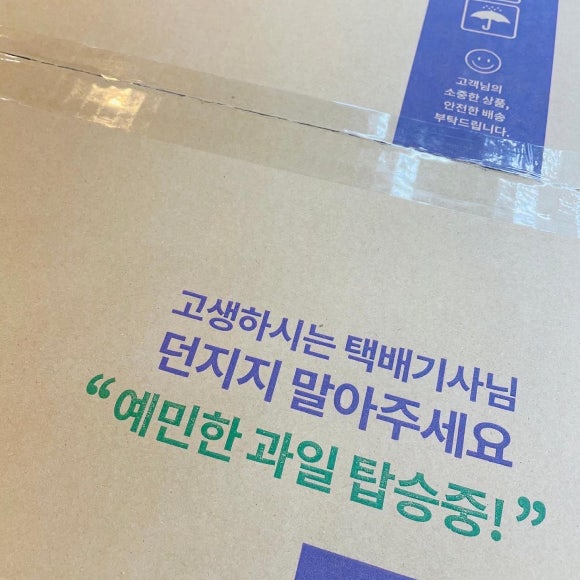 고객님의
소중한 상품,
안전한 배송
부탁드립니다.
고생하시는 택배기사님
던지지 말아주세요
“예민한 과일 탑승중!”